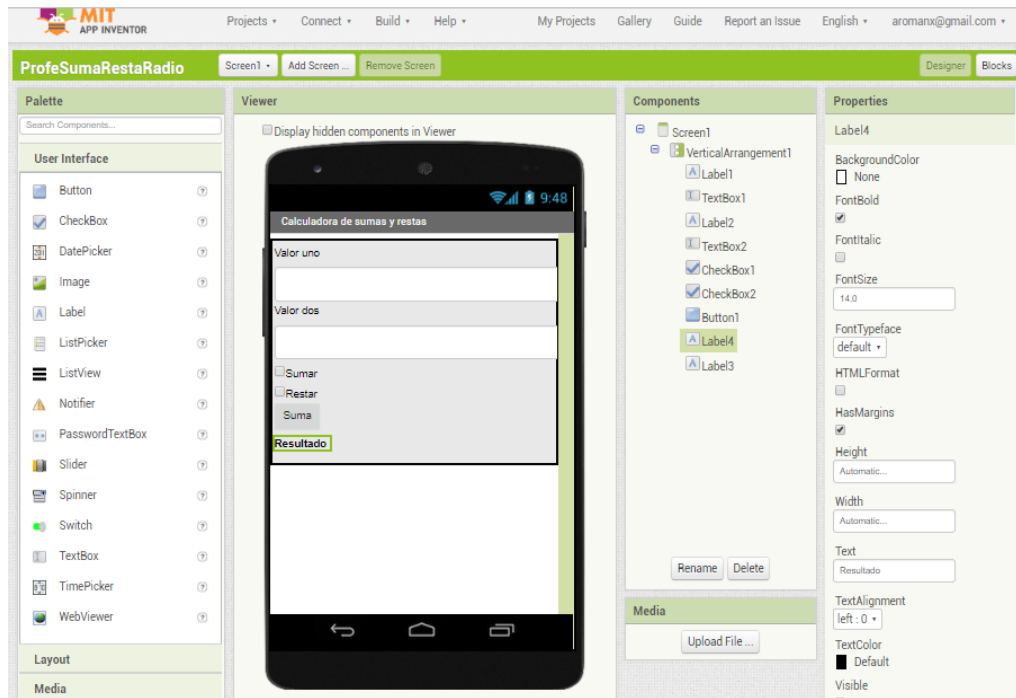 MIT
APP INVENTOR
Projects Connect Build Help My Projects Gallery Guide Report an Issue English aromanx@gmail.com
ProfeSumaRestaRadio Screen1 Add Screen ... Remove Screen Designer Blocks
Palette
Search Components...
User Interface
Button
CheckBox
DatePicker
Image
Label
ListPicker
ListView
Notifier
PasswordTextBox
Slider
Spinner
Switch
TextBox
TimePicker
WebViewer
Layout
Media
Viewer
Display hidden components in Viewer
9:48
Calculadora de sumas y restas
Valor uno
Valor dos
Sumar
Restar
Suma
Resultado
Components
Screen1
VerticalArrangement1
Label1
TextBox1
Label2
TextBox2
CheckBox1
CheckBox2
Button1
Label4
Label3
Rename Delete
Media
Upload File ...
Properties
Label4
BackgroundColor
None
FontBold
FontItalic
FontSize
14.0
FontTypeface
default
HTMLFormat
HasMargins
Height
Automatic...
Width
Automatic...
Text
Resultado
TextAlignment
left : 0
TextColor
Default
Visible